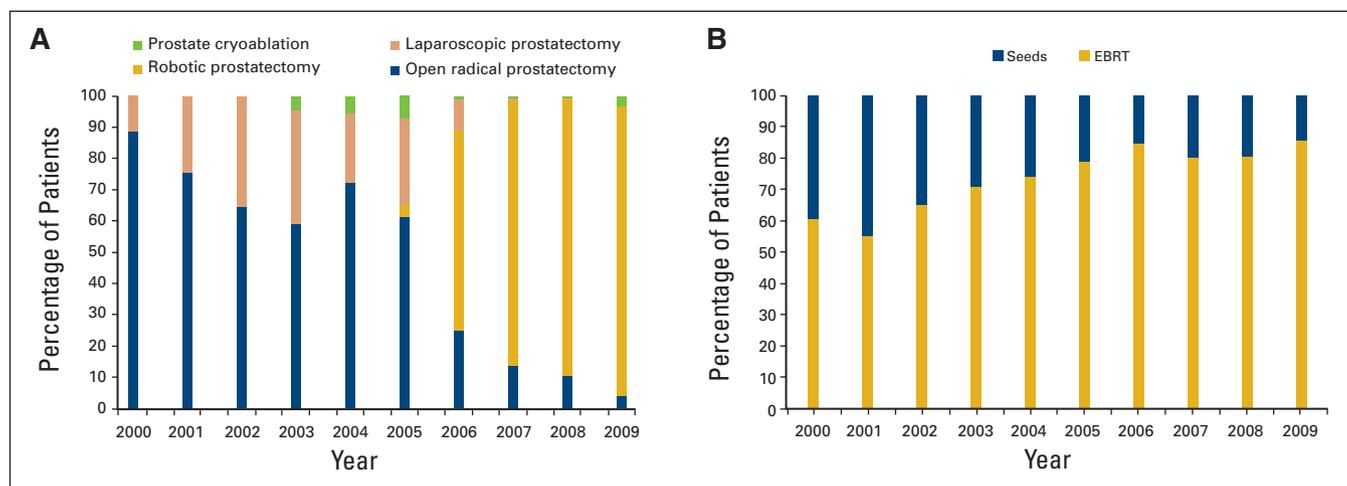 A
Prostate cryoablation
Laparoscopic prostatectomy
Robotic prostatectomy
Open radical prostatectomy
Percentage of Patients
100
90
80
70
60
50
40
30
20
10
0
2000 2001 2002 2003 2004 2005 2006 2007 2008 2009
Year
B
Seeds
EBRT
Percentage of Patients
100
90
80
70
60
50
40
30
20
10
0
2000 2001 2002 2003 2004 2005 2006 2007 2008 2009
Year